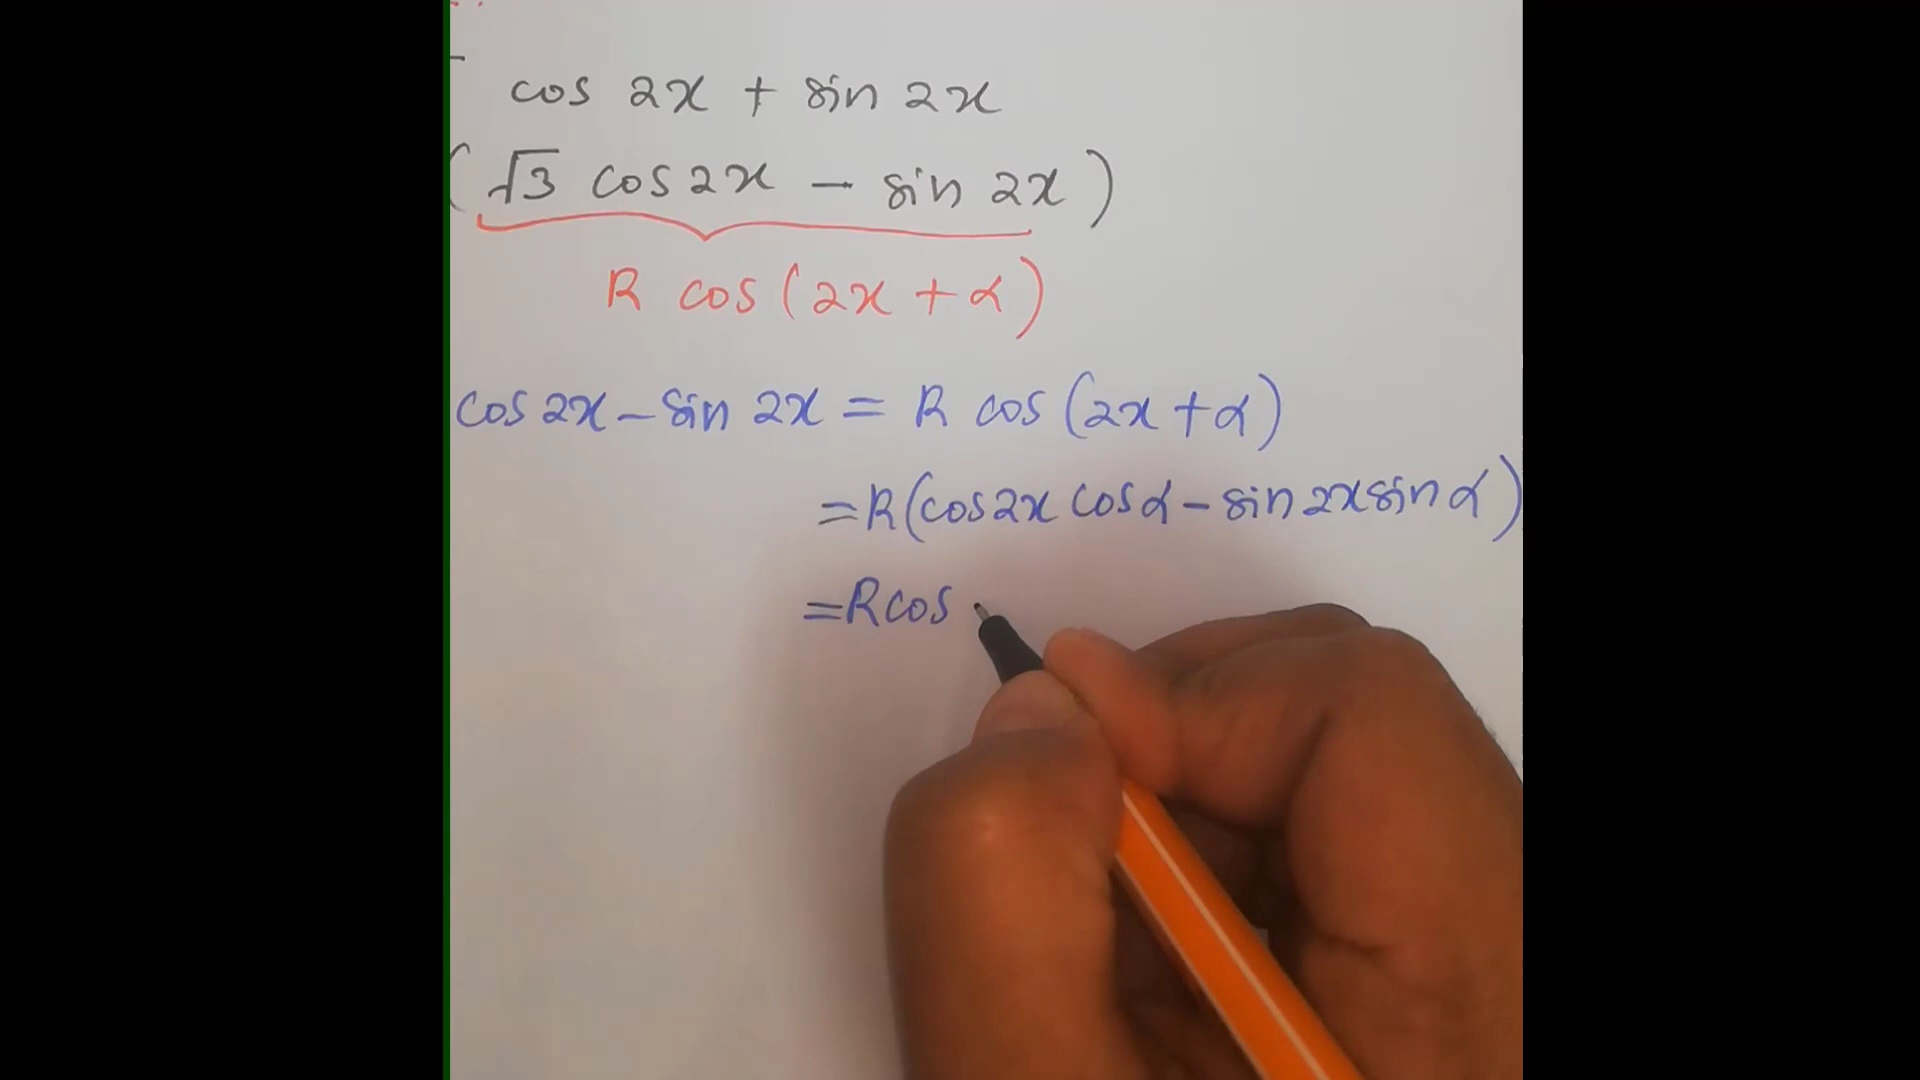 cos 2x + sin 2x
(√3 cos 2x - sin 2x)
R cos (2x + α)
cos 2x - sin 2x = R cos (2x + α)
= R (cos 2x cos α - sin 2x sin α)
= R cos